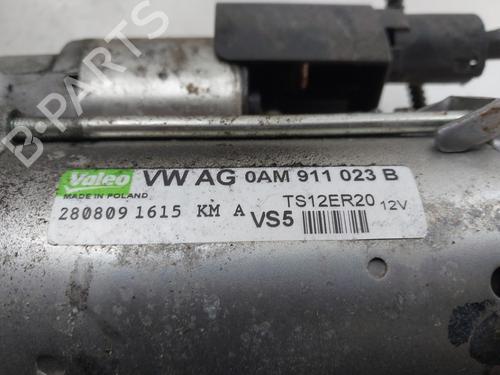 B-PARTS
Valeo VW AG 0AM 911 023 B
MADE IN POLAND
TS12ER20 12V
280809 1615 KM A
VS5